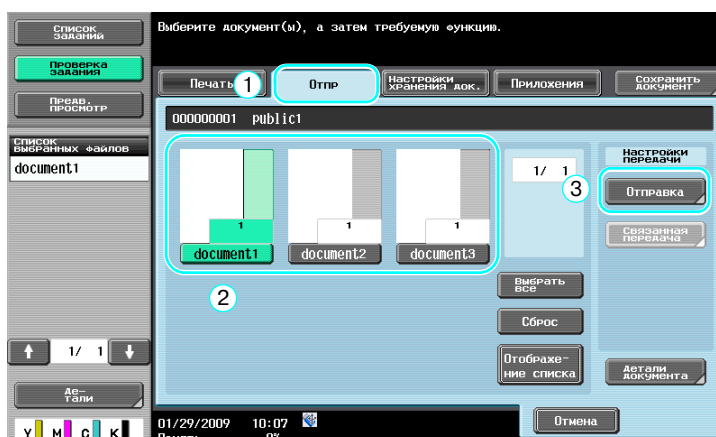 Список
заданий
Выберите документ(ы), а затем требуемую функцию.
Проверка
задания
Предв.
просмотр
Печать
1
Отпр
Настройки
хранения док.
Приложения
Сохранить
документ
000000001 public1
Список
выбранных файлов
document1
1
document1
1
document2
1
document3
2
1/ 1
3
Настройки
передачи
Отправка
Связанная
передача
Выбрать
все
Сброс
Отображе-
ние списка
Детали
документа
1/ 1
Де-
тали
Y M C K
01/29/2009 10:07
Отмена